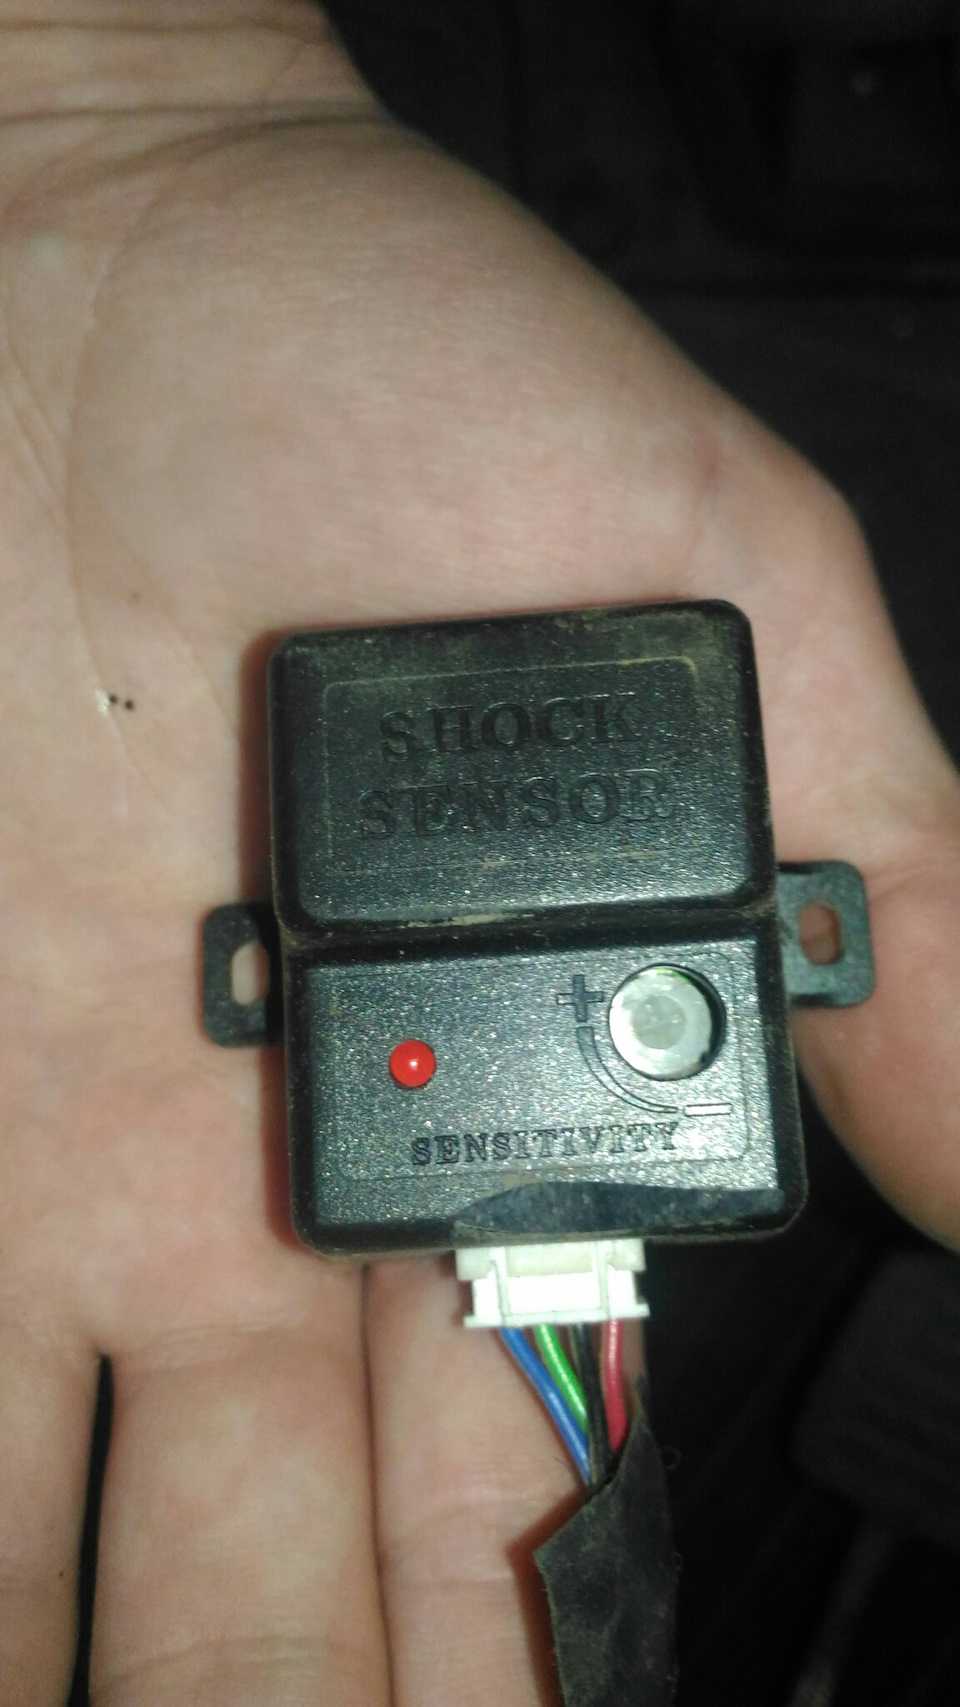 SHOCK
SENSOR
+
-
SENSITIVITY